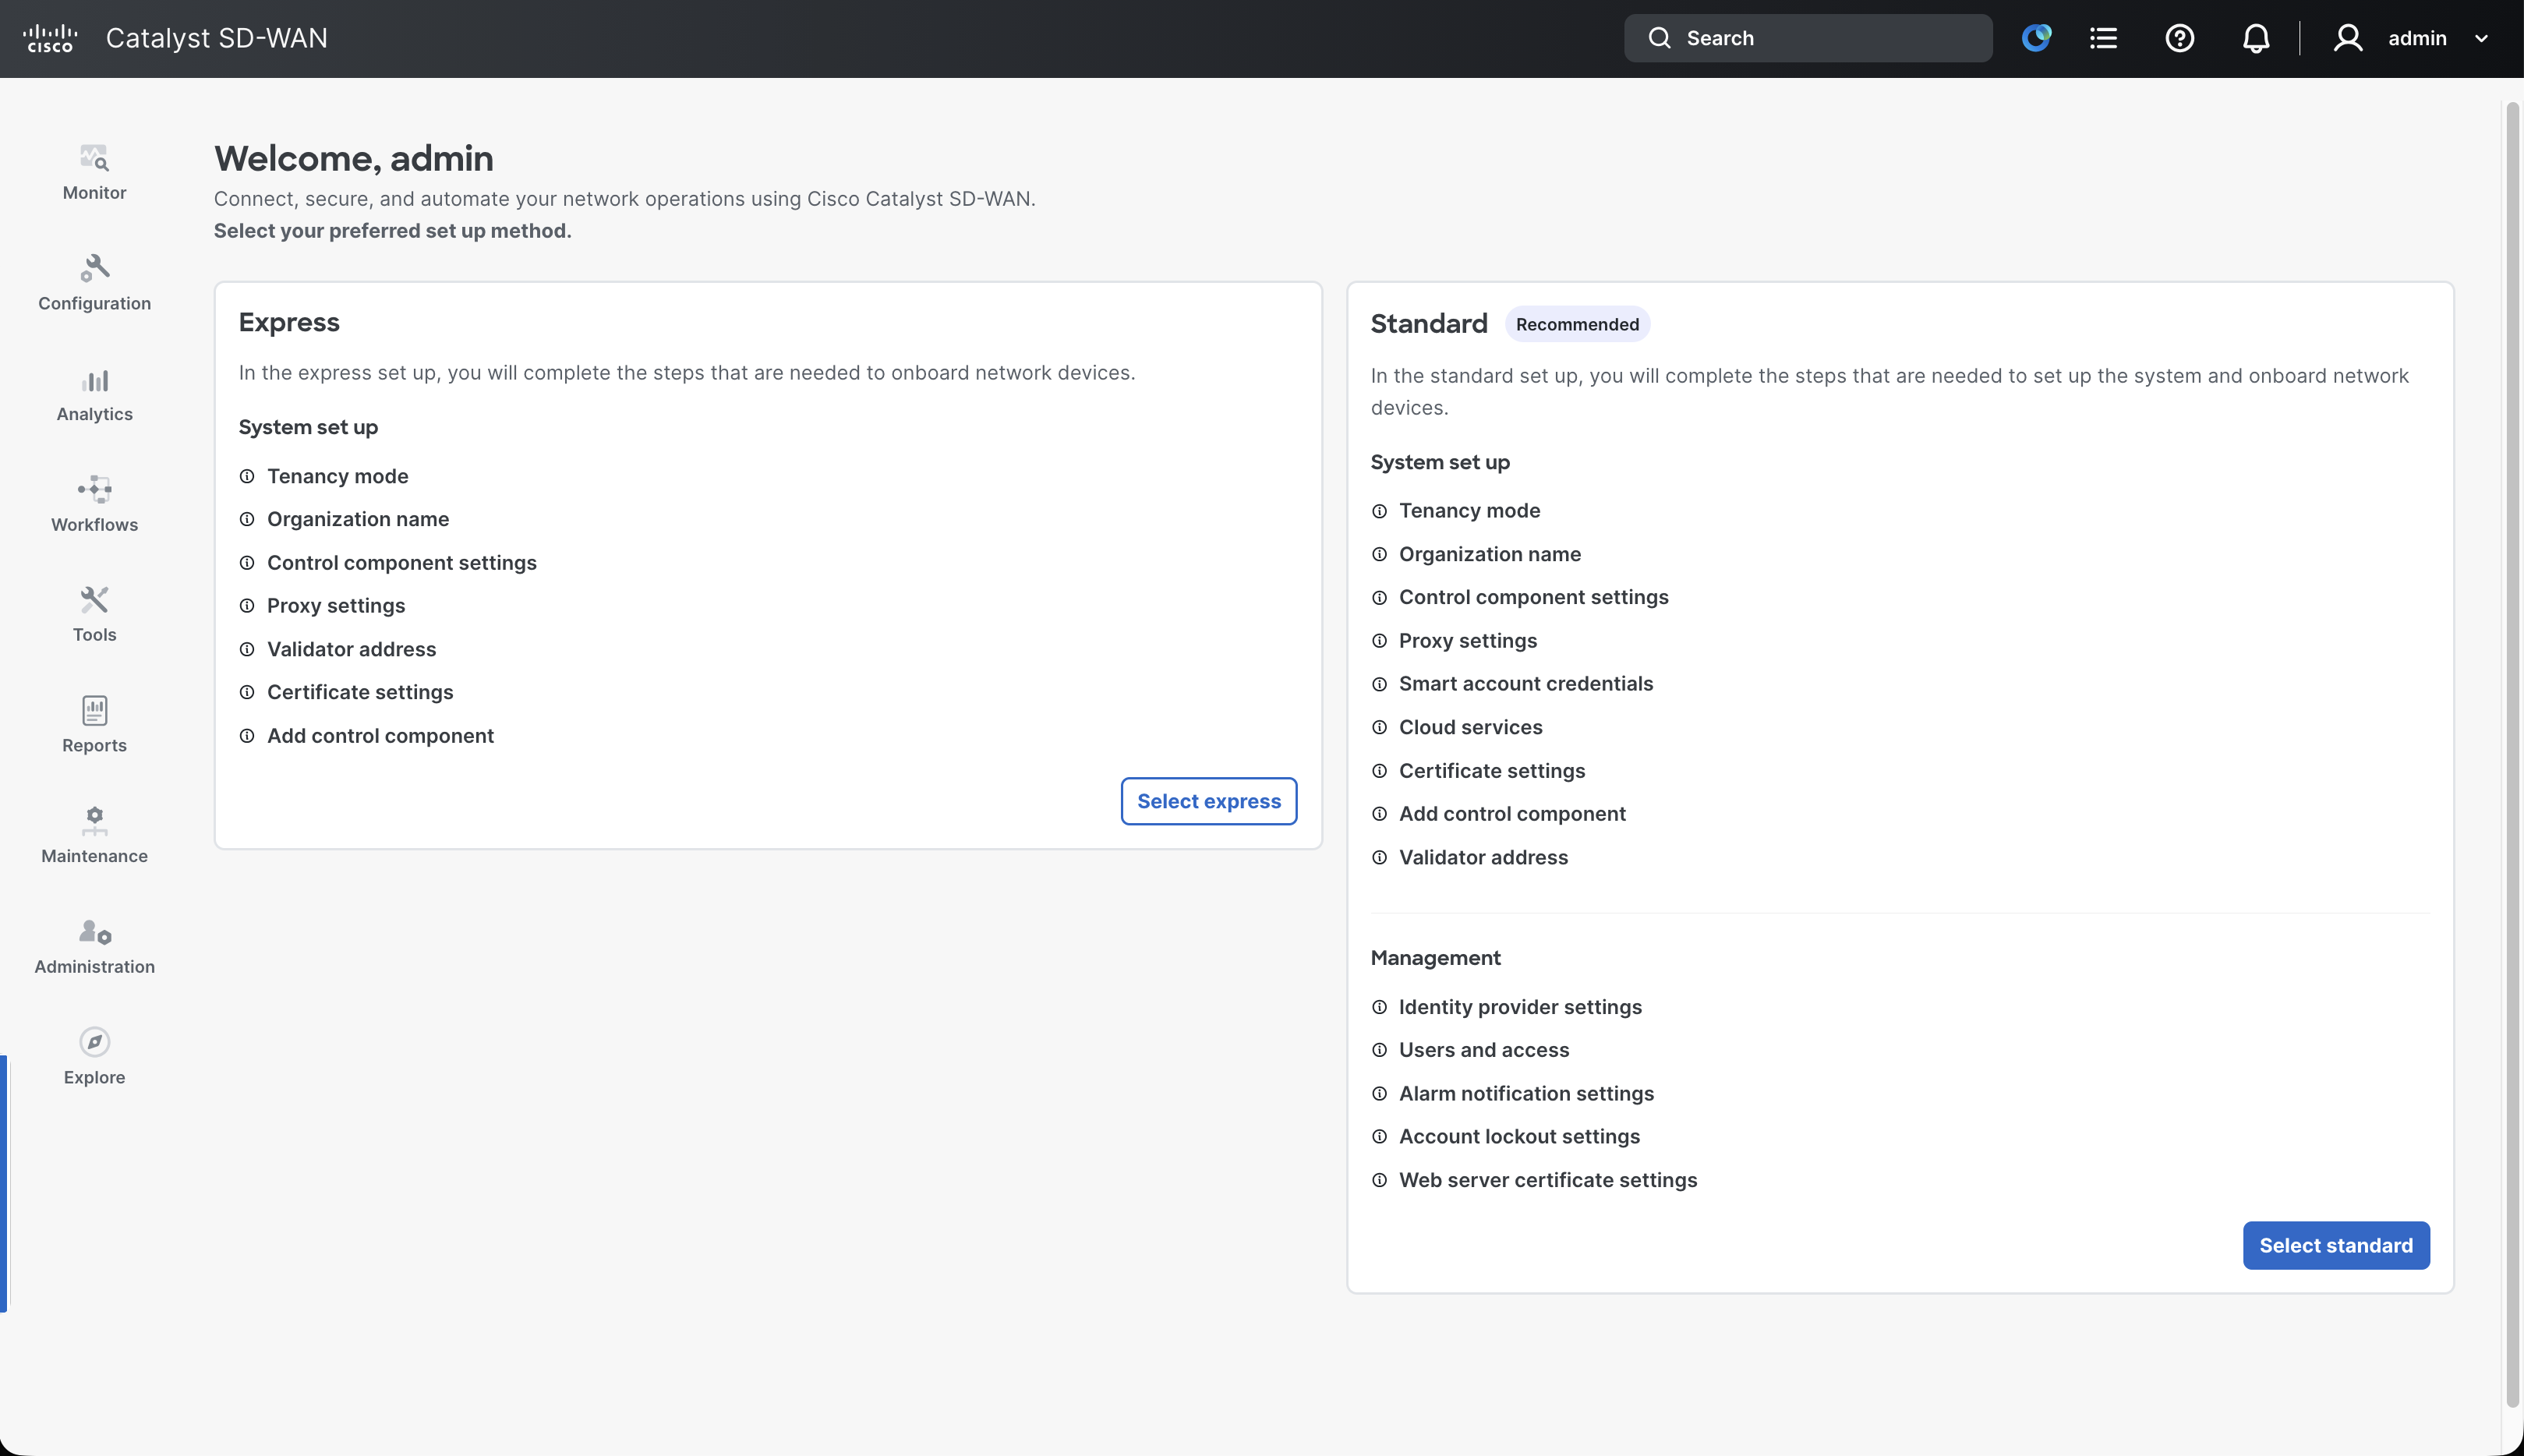 CISCO
Catalyst SD-WAN
Search
admin
Monitor
Configuration
Analytics
Workflows
Tools
Reports
Maintenance
Administration
Explore
Welcome, admin
Connect, secure, and automate your network operations using Cisco Catalyst SD-WAN.
Select your preferred set up method.
Express
In the express set up, you will complete the steps that are needed to onboard network devices.
System set up
Tenancy mode
Organization name
Control component settings
Proxy settings
Validator address
Certificate settings
Add control component
Select express
Standard
Recommended
In the standard set up, you will complete the steps that are needed to set up the system and onboard network
devices.
System set up
Tenancy mode
Organization name
Control component settings
Proxy settings
Smart account credentials
Cloud services
Certificate settings
Add control component
Validator address
Management
Identity provider settings
Users and access
Alarm notification settings
Account lockout settings
Web server certificate settings
Select standard